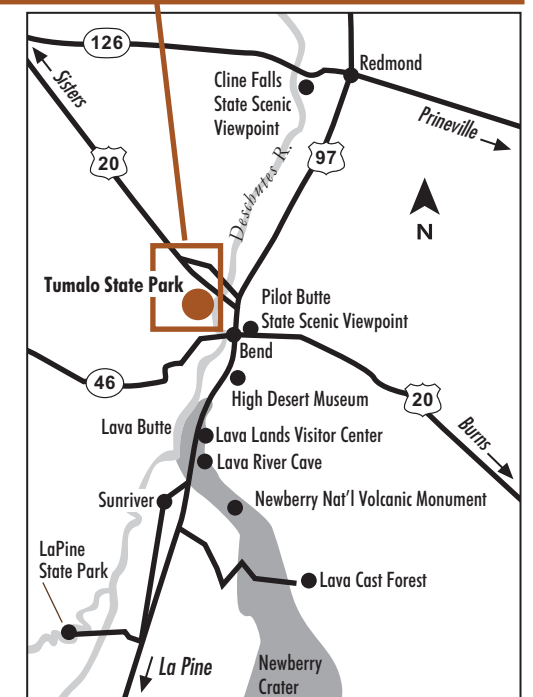 126
Redmond
Sisters
Cline Falls
State Scenic
Viewpoint
Prineville
20
97
Deschutes R.
N
Tumalo State Park
Pilot Butte
State Scenic Viewpoint
Bend
46
High Desert Museum
20
Lava Butte
Lava Lands Visitor Center
Burns
Lava River Cave
Sunriver
Newberry Nat'l Volcanic Monument
LaPine
State Park
Lava Cast Forest
La Pine
Newberry
Crater